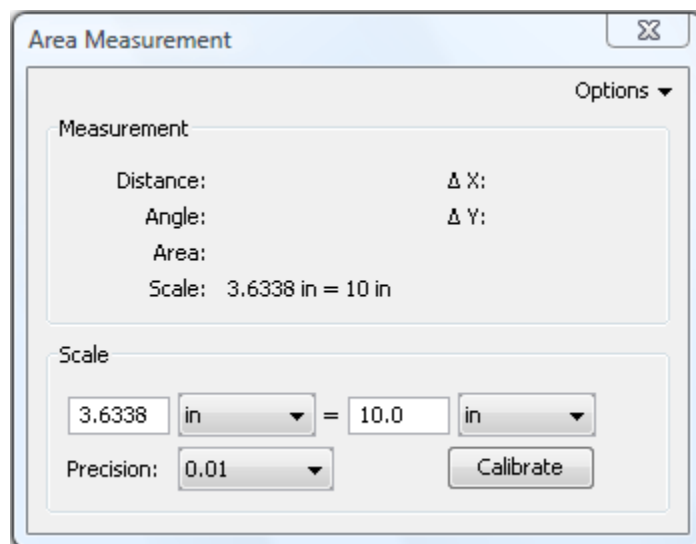 Area Measurement
Options
Measurement
Distance: Δ X:
Angle: Δ Y:
Area:
Scale: 3.6338 in = 10 in
Scale
3.6338 in = 10.0 in
Precision: 0.01 Calibrate